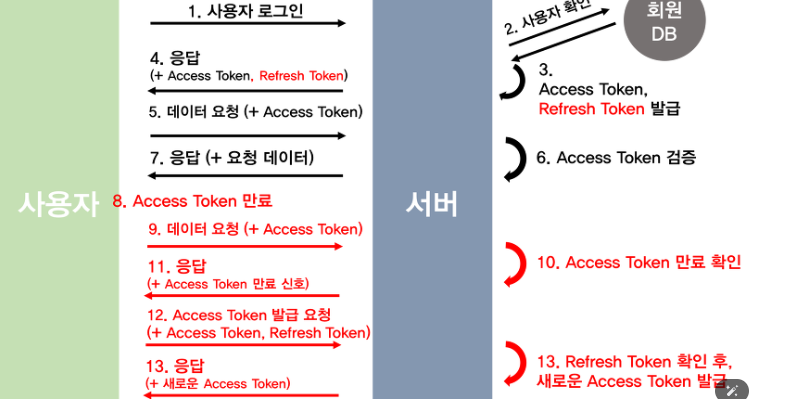 1. 사용자 로그인
2. 사용자 확인
회원
DB
3.
Access Token,
Refresh Token 발급
4. 응답
(+ Access Token, Refresh Token)
5. 데이터 요청 (+ Access Token)
6. Access Token 검증
7. 응답 (+ 요청 데이터)
사용자
서버
8. Access Token 만료
9. 데이터 요청 (+ Access Token)
10. Access Token 만료 확인
11. 응답
(+ Access Token 만료 신호)
12. Access Token 발급 요청
(+ Access Token, Refresh Token)
13. Refresh Token 확인 후,
새로운 Access Token 발급
13. 응답
(+ 새로운 Access Token)